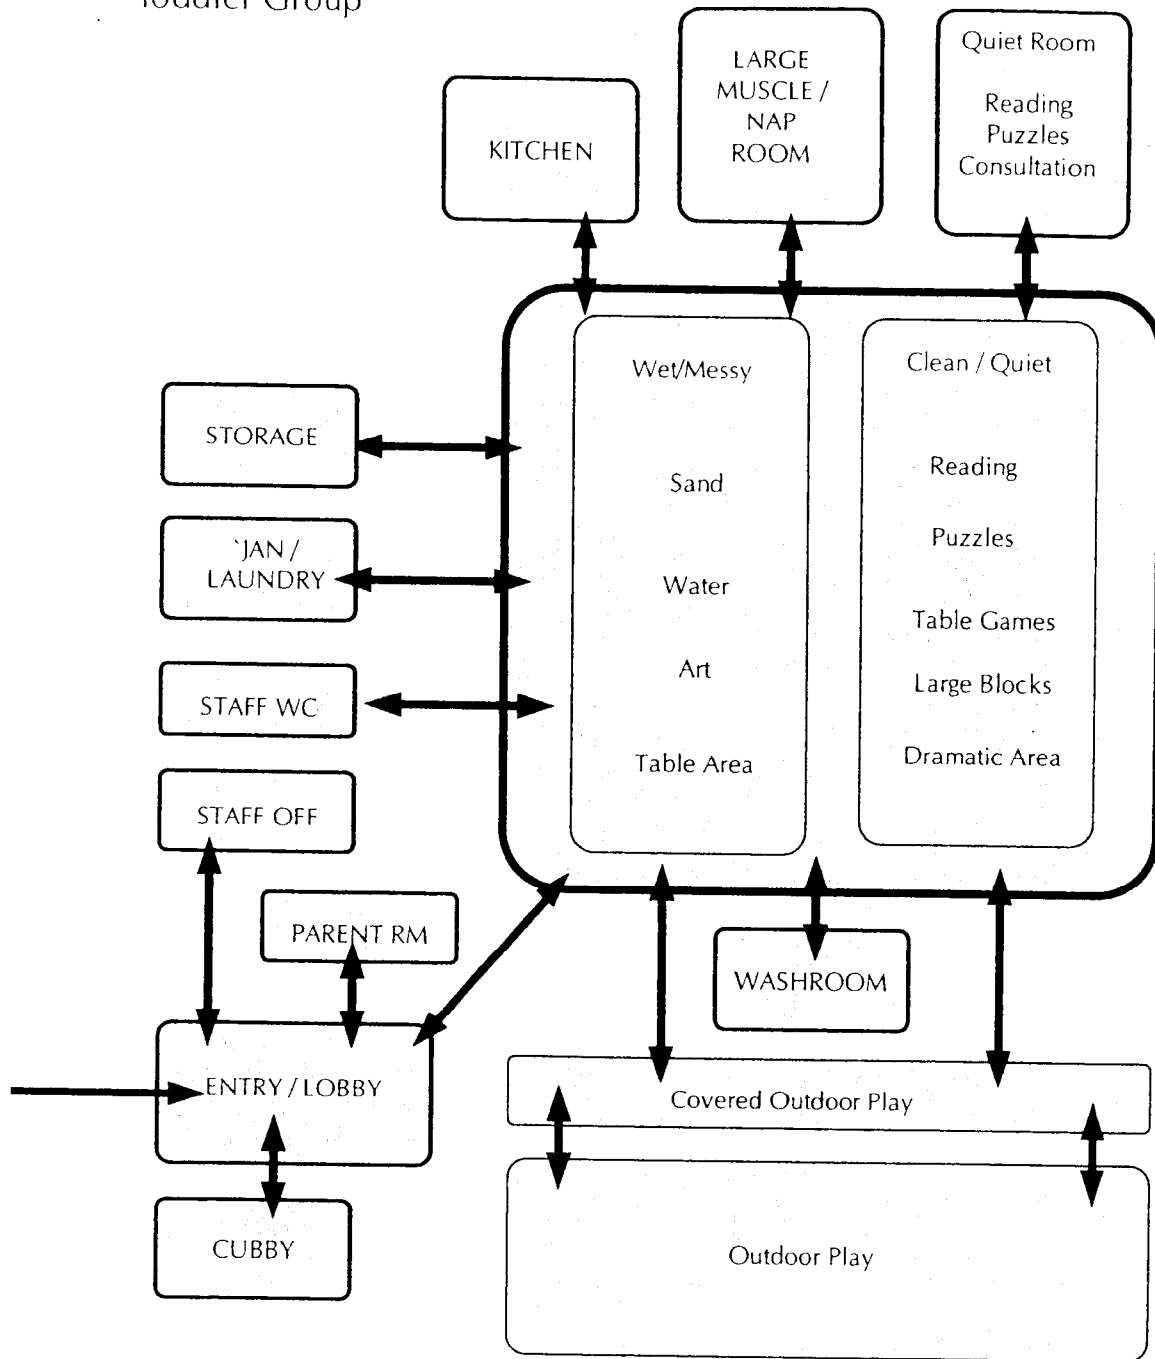 Toddler Group
KITCHEN
LARGE
MUSCLE /
NAP
ROOM
Quiet Room
Reading
Puzzles
Consultation
STORAGE
`JAN /
LAUNDRY
STAFF WC
STAFF OFF
PARENT RM
ENTRY / LOBBY
CUBBY
Wet/Messy
Sand
Water
Art
Table Area
Clean / Quiet
Reading
Puzzles
Table Games
Large Blocks
Dramatic Area
WASHROOM
Covered Outdoor Play
Outdoor Play